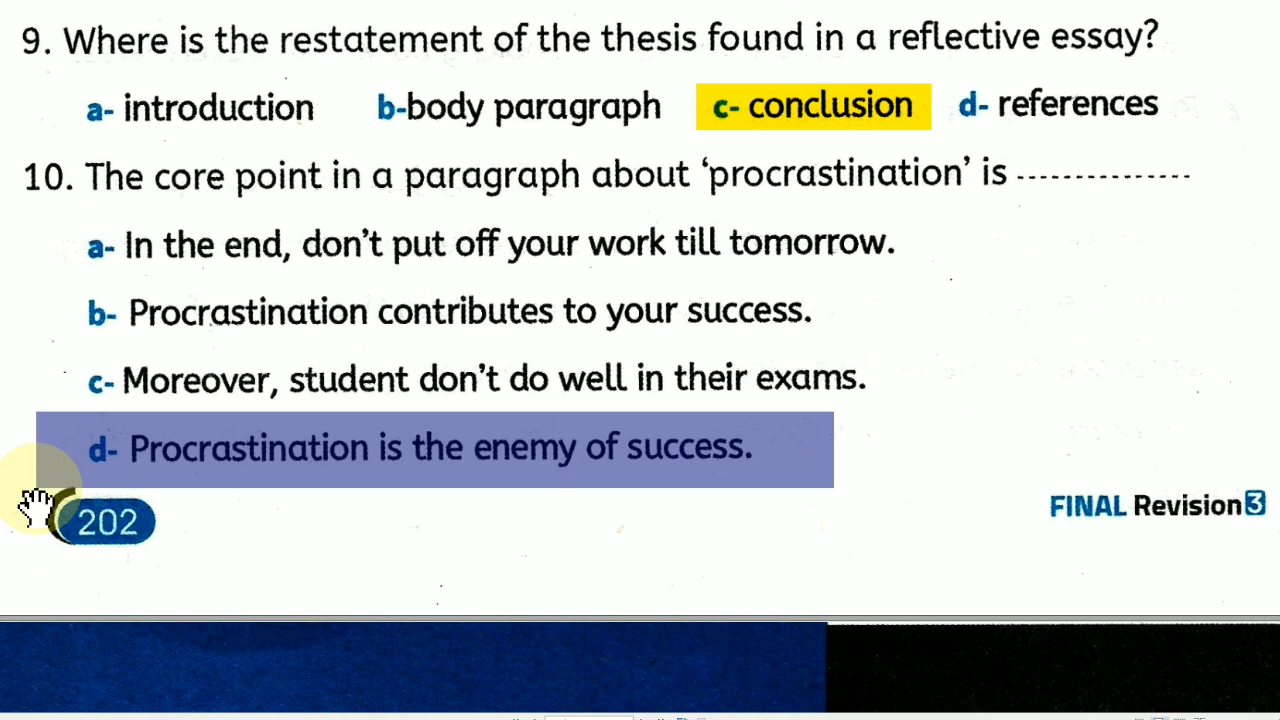 9. Where is the restatement of the thesis found in a reflective essay?
a- introduction b-body paragraph c- conclusion d- references
10. The core point in a paragraph about ‘procrastination’ is ---------------
a- In the end, don’t put off your work till tomorrow.
b- Procrastination contributes to your success.
c- Moreover, student don’t do well in their exams.
d- Procrastination is the enemy of success.
202
FINAL Revision 3